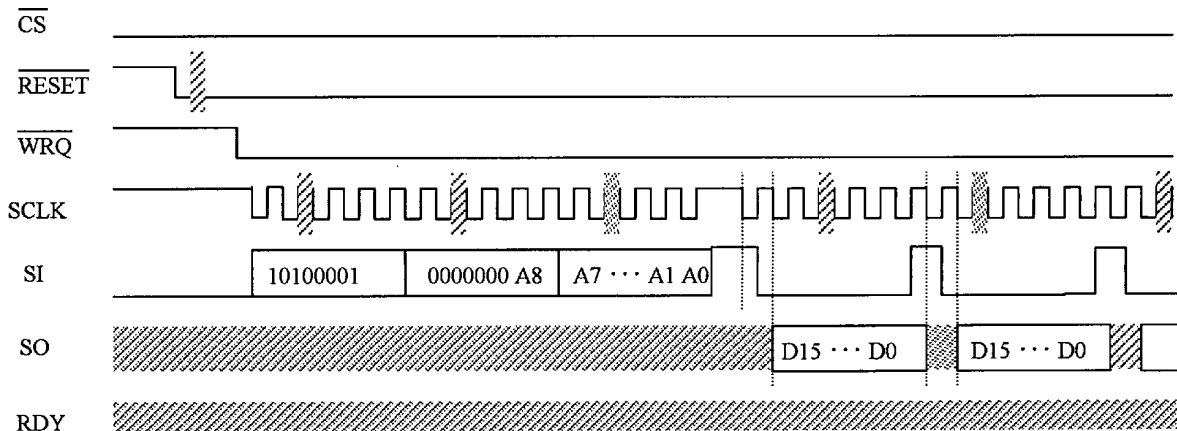 CS
RESET
WRQ
SCLK
SI 10100001 0000000 A8 A7 ··· A1 A0
SO D15 ··· D0 D15 ··· D0
RDY